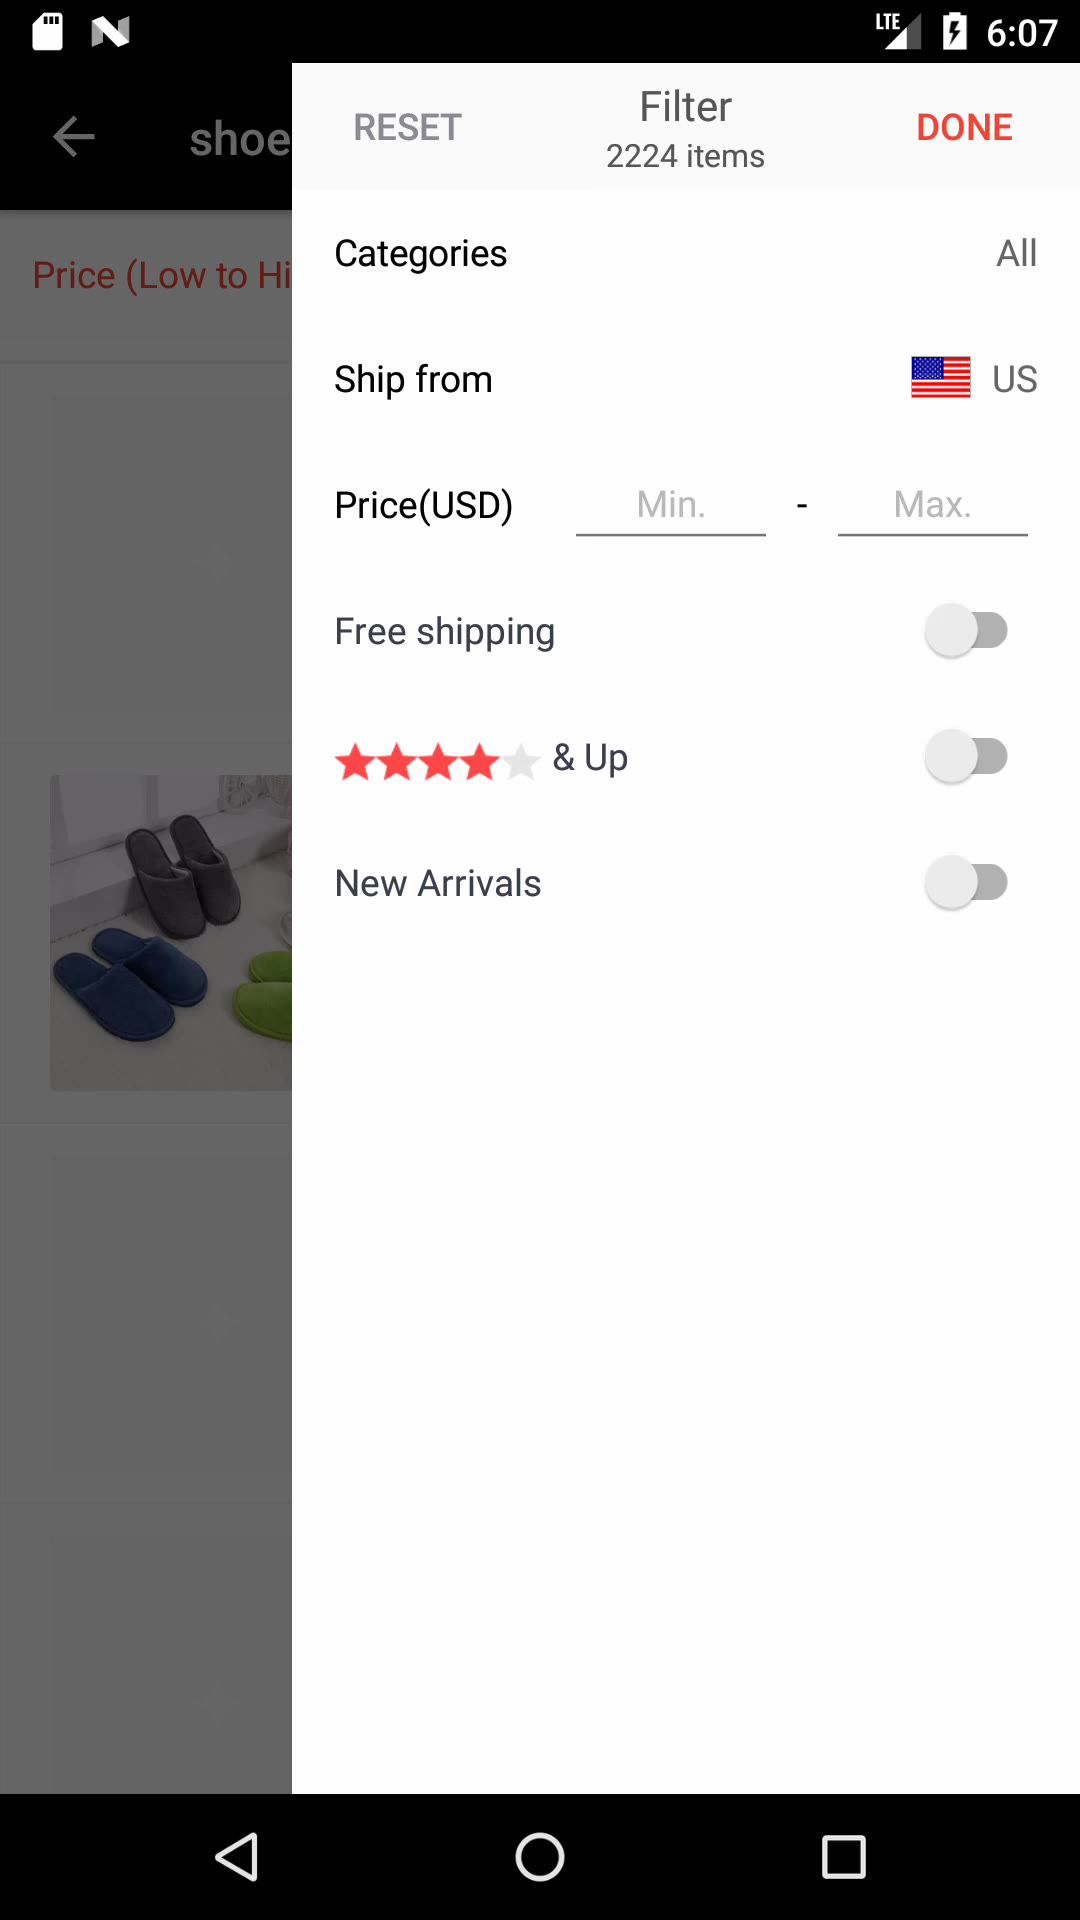 LTE 6:07
shoe
RESET
Filter
2224 items
DONE
Price (Low to Hi
Categories
All
Ship from
US
Price(USD)
Min.
-
Max.
Free shipping
& Up
New Arrivals